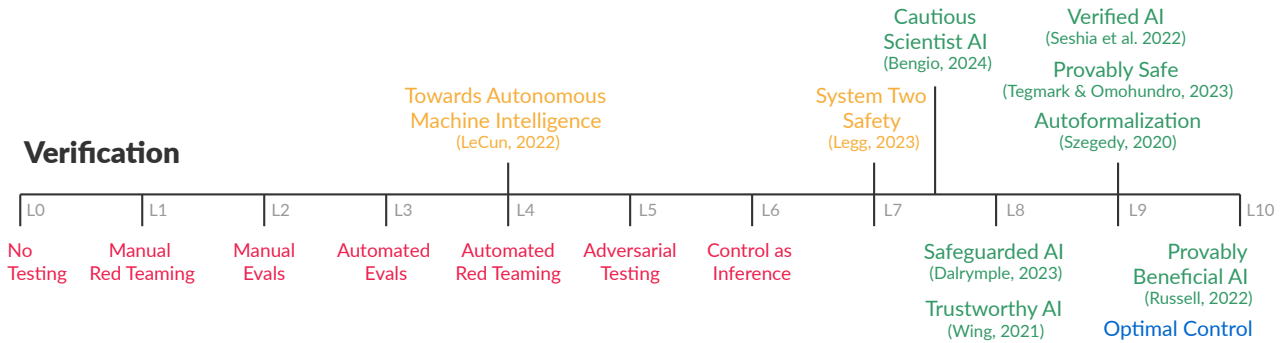 Verification
Towards Autonomous
Machine Intelligence
(LeCun, 2022)
System Two
Safety
(Legg, 2023)
Cautious
Scientist AI
(Bengio, 2024)
Verified AI
(Seshia et al. 2022)
Provably Safe
(Tegmark & Omohundro, 2023)
Autoformalization
(Szegedy, 2020)
L0
L1
L2
L3
L4
L5
L6
L7
L8
L9
L10
No
Testing
Manual
Red Teaming
Manual
Evals
Automated
Evals
Automated
Red Teaming
Adversarial
Testing
Control as
Inference
Safeguarded AI
(Dalrymple, 2023)
Trustworthy AI
(Wing, 2021)
Provably
Beneficial AI
(Russell, 2022)
Optimal Control